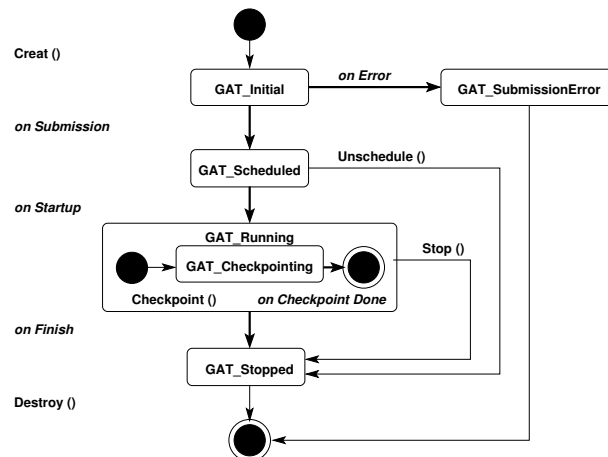 Creat ()
GAT_Initial
on Error
GAT_SubmissionError
on Submission
Unschedule ()
GAT_Scheduled
on Startup
GAT_Running
Stop ()
GAT_Checkpointing
Checkpoint ()
on Checkpoint Done
on Finish
GAT_Stopped
Destroy ()